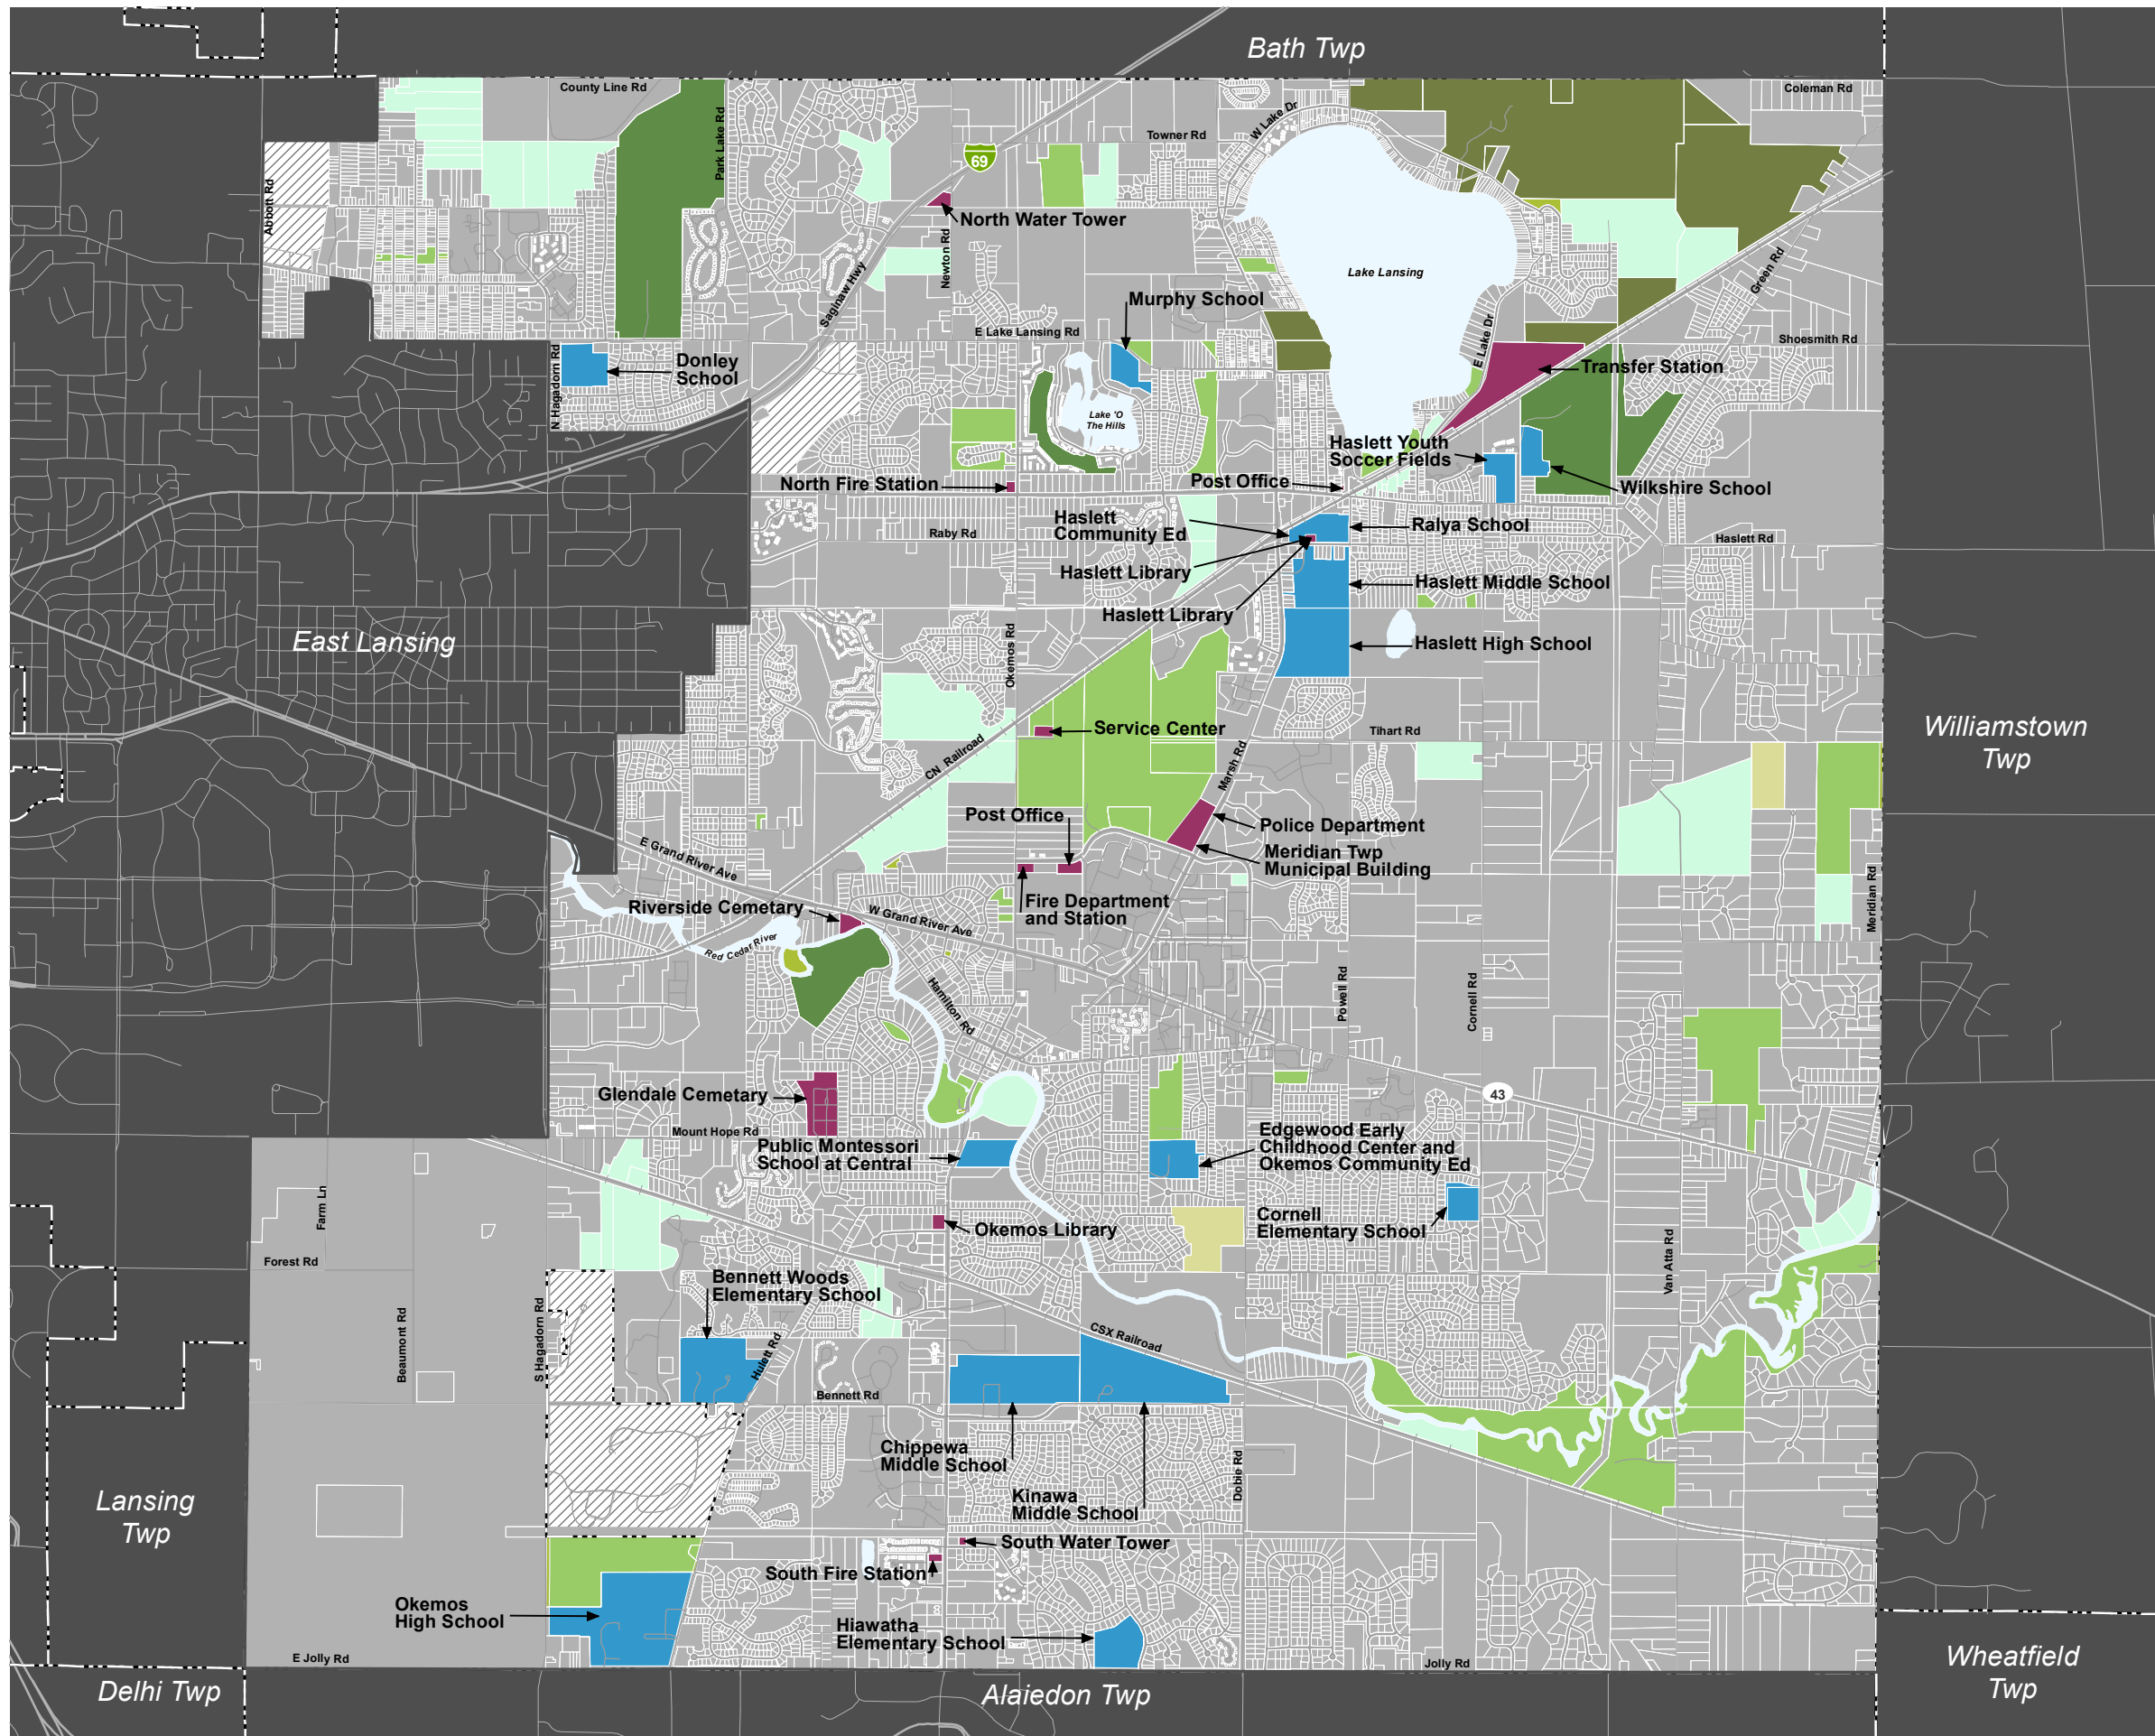 Bath Twp
County Line Rd
Coleman Rd
Park Lake Rd
W Lake Dr
Towner Rd
69
Abbott Rd
North Water Tower
Newton Rd
Saginaw Hwy
Lake Lansing
Green Rd
Murphy School
E Lake Lansing Rd
E Lake Dr
Shoesmith Rd
N Hagadorn Rd
Donley
School
Transfer Station
Lake 'O
The Hills
Haslett Youth
Soccer Fields
North Fire Station
Post Office
Wilkshire School
Haslett
Community Ed
Ralya School
Raby Rd
Haslett Rd
Haslett Library
Haslett Middle School
Haslett Library
East Lansing
Okemos Rd
Haslett High School
Service Center
Tihart Rd
Williamstown
Twp
CN Railroad
Marsh Rd
Post Office
Police Department
Meridian Twp
Municipal Building
E Grand River Ave
Meridian Rd
Fire Department
and Station
Riverside Cemetary
W Grand River Ave
Red Cedar River
Hamilton Rd
Powell Rd
Cornell Rd
Glendale Cemetary
43
Mount Hope Rd
Public Montessori
School at Central
Edgewood Early
Childhood Center and
Okemos Community Ed
Farm Ln
Okemos Library
Cornell
Elementary School
Van Atta Rd
Forest Rd
Bennett Woods
Elementary School
Beaumont Rd
S Hagadorn Rd
Hulett Rd
CSX Railroad
Bennett Rd
Chippewa
Middle School
Dobie Rd
Kinawa
Middle School
Lansing
Twp
South Water Tower
South Fire Station
Okemos
High School
Hiawatha
Elementary School
E Jolly Rd
Jolly Rd
Wheatfield
Twp
Delhi Twp
Alaiedon Twp